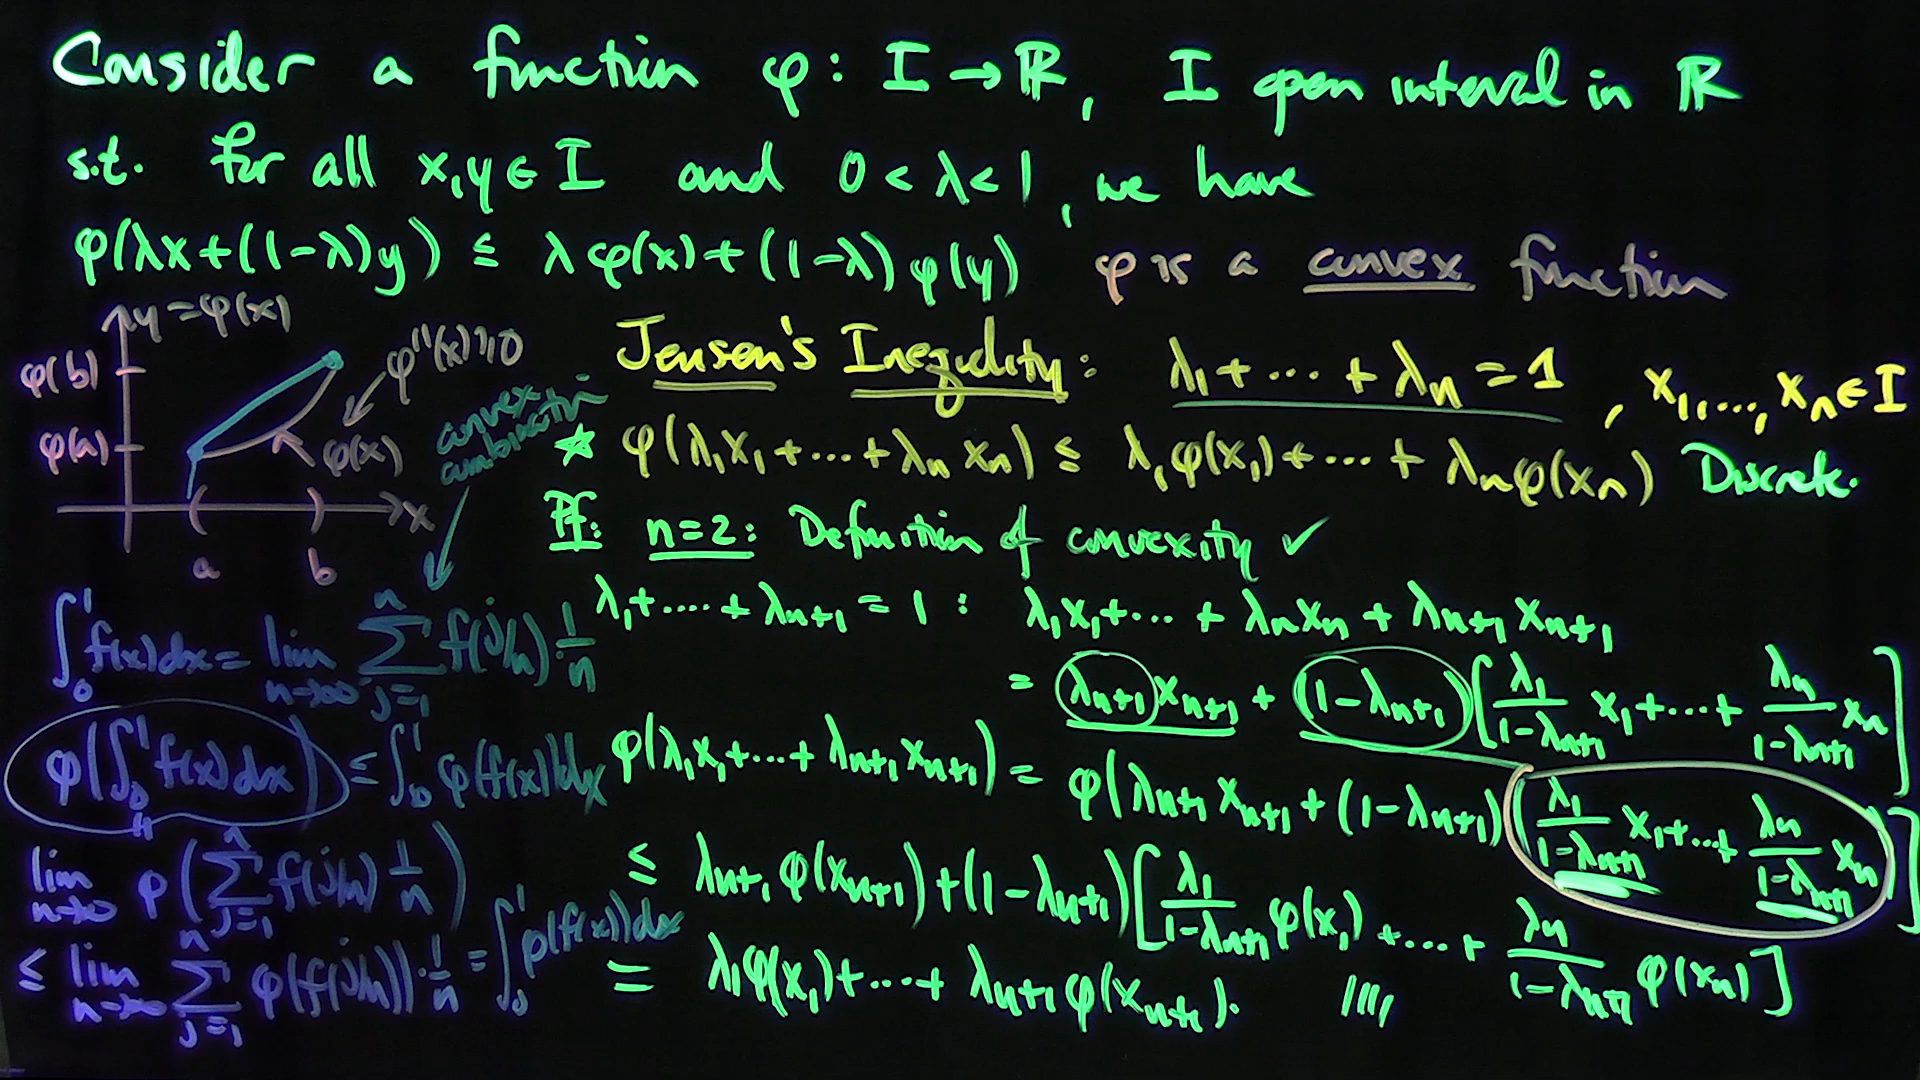 Consider a function φ: I → ℝ, I open interval in ℝ
s.t. for all x,y ∈ I and 0 < λ < 1, we have
φ(λx+(1-λ)y) ≤ λφ(x)+(1-λ)φ(y) φ is a convex function
y=φ(x)
φ(b)
φ(a)
φ''(x)≥0
φ(x)
x
a b
convex
combination
Jensen's Inequality: λ₁+...+λₙ=1, x₁,...,xₙ∈I
☆ φ(λ₁x₁+...+λₙxₙ) ≤ λ₁φ(x₁)+...+λₙφ(xₙ) Discrete.
Pf: n=2: Definition of convexity ✓
λ₁+....+λₙ₊₁=1: λ₁x₁+...+λₙxₙ+λₙ₊₁xₙ₊₁
= λₙ₊₁xₙ₊₁+(1-λₙ₊₁)[λ₁/(1-λₙ₊₁) x₁+...+λₙ/(1-λₙ₊₁) xₙ]
φ(λ₁x₁+...+λₙ₊₁xₙ₊₁) = φ(λₙ₊₁xₙ₊₁+(1-λₙ₊₁)(λ₁/(1-λₙ₊₁) x₁+...+λₙ/(1-λₙ₊₁) xₙ)]
≤ λₙ₊₁φ(xₙ₊₁)+(1-λₙ₊₁)[λ₁/(1-λₙ₊₁) φ(x₁)+...+λₙ/(1-λₙ₊₁) φ(xₙ)]
= λ₁φ(x₁)+...+λₙ₊₁φ(xₙ₊₁). ////
∫₀¹ f(x)dx = lim n→∞ Σ j=1 n f(j/n)·1/n
φ(∫₀¹ f(x)dx) ≤ ∫₀¹ φ(f(x))dx
"
lim n→∞ φ(Σ j=1 n f(j/n) 1/n)
≤ lim n→∞ Σ j=1 n φ(f(j/n))·1/n = ∫₀¹ φ(f(x))dx